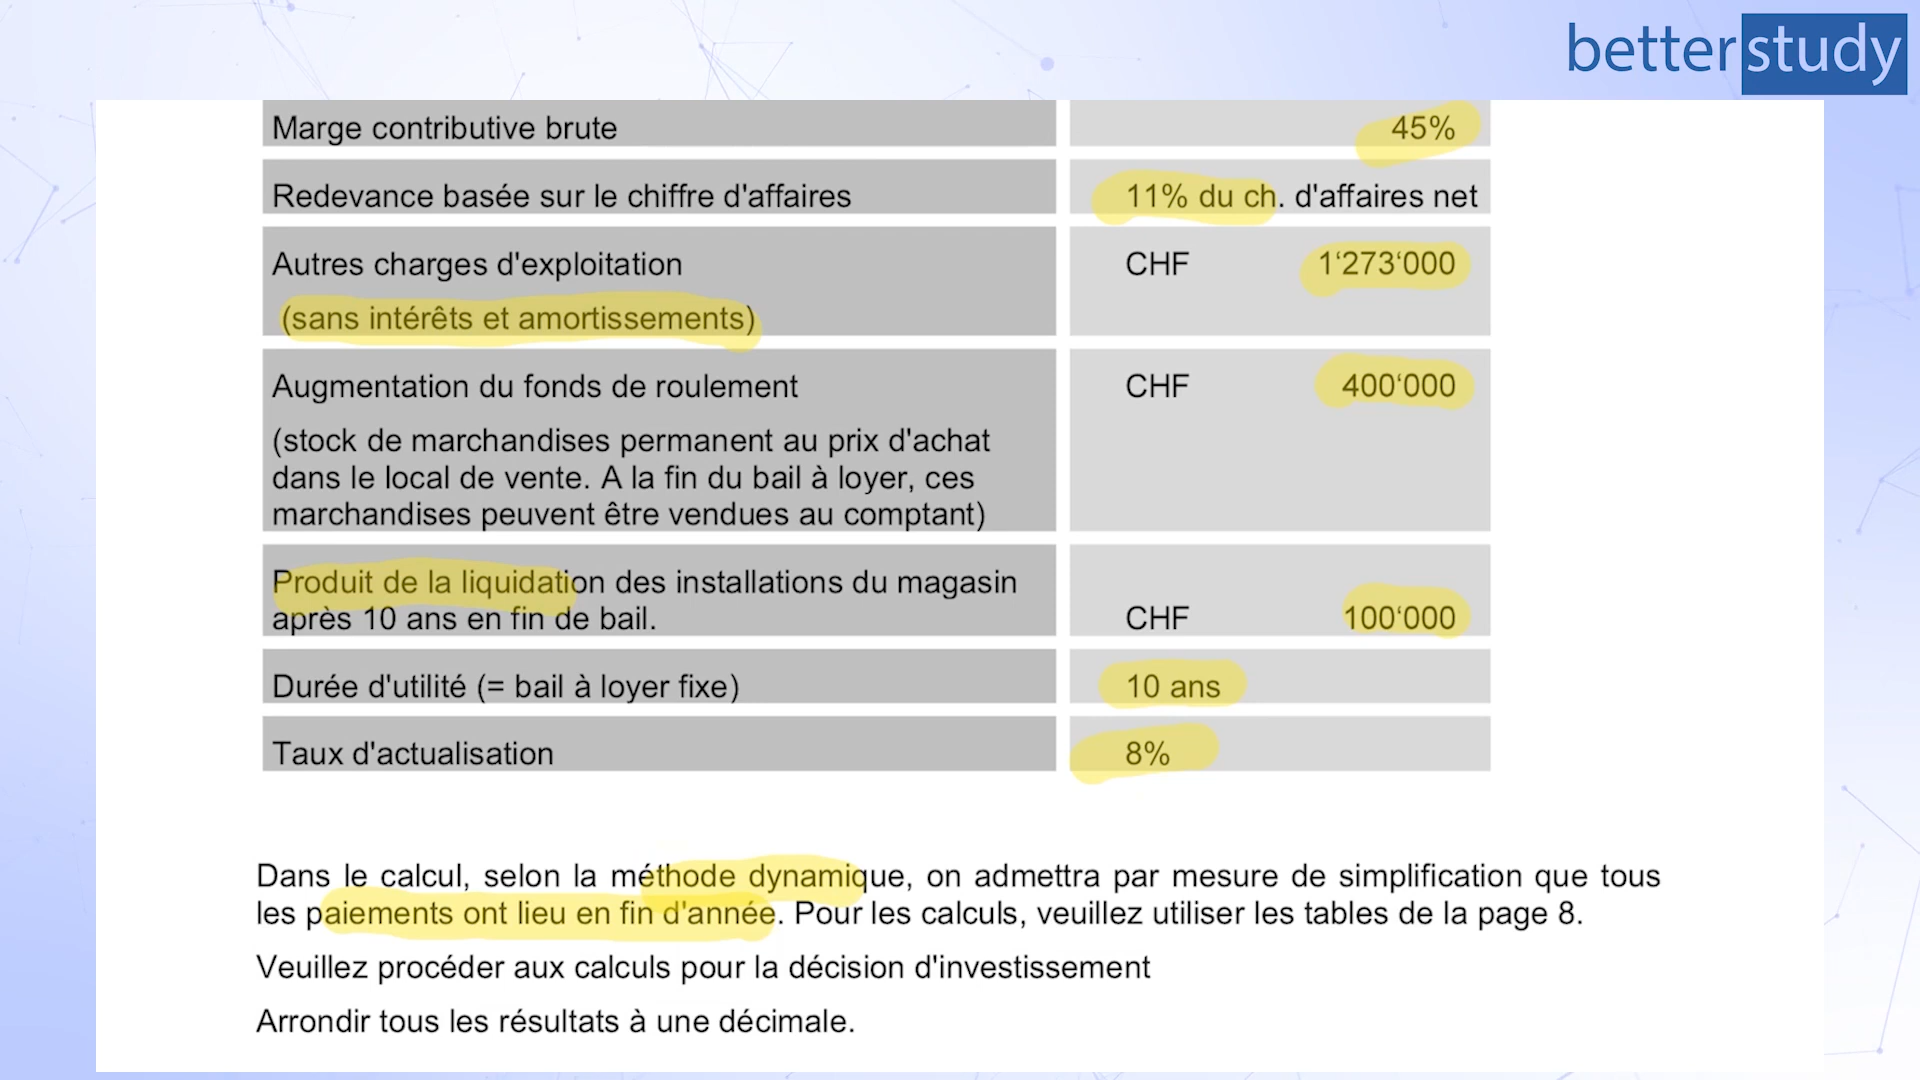 betterstudy
Marge contributive brute 45%
Redevance basée sur le chiffre d'affaires 11% du ch. d'affaires net
Autres charges d'exploitation CHF 1‘273‘000
(sans intérêts et amortissements)
Augmentation du fonds de roulement CHF 400‘000
(stock de marchandises permanent au prix d'achat
dans le local de vente. A la fin du bail à loyer, ces
marchandises peuvent être vendues au comptant)
Produit de la liquidation des installations du magasin
après 10 ans en fin de bail. CHF 100‘000
Durée d'utilité (= bail à loyer fixe) 10 ans
Taux d'actualisation 8%
Dans le calcul, selon la méthode dynamique, on admettra par mesure de simplification que tous
les paiements ont lieu en fin d'année. Pour les calculs, veuillez utiliser les tables de la page 8.
Veuillez procéder aux calculs pour la décision d'investissement
Arrondir tous les résultats à une décimale.